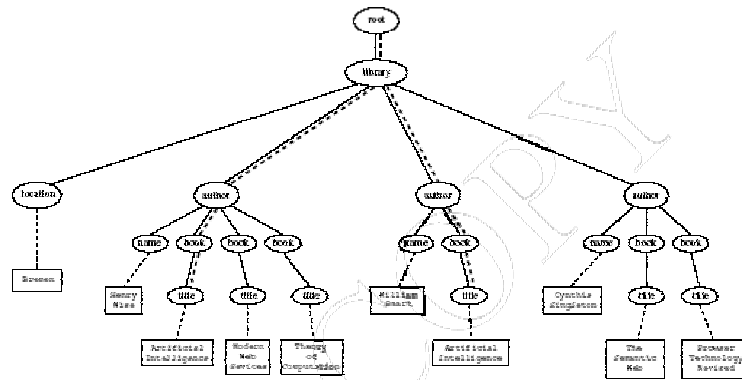 root
library
location
author
author
author
name
book
book
book
name
book
name
book
book
Bremen
title
title
title
title
title
title
Henry
Wise
William
Smart
Cynthia
Singleton
Artificial
Intelligence
Modern
Web
Services
Theory
of
Computation
Artificial
Intelligence
The
Semantic
Web
Browser
Technology
Revised
COPY